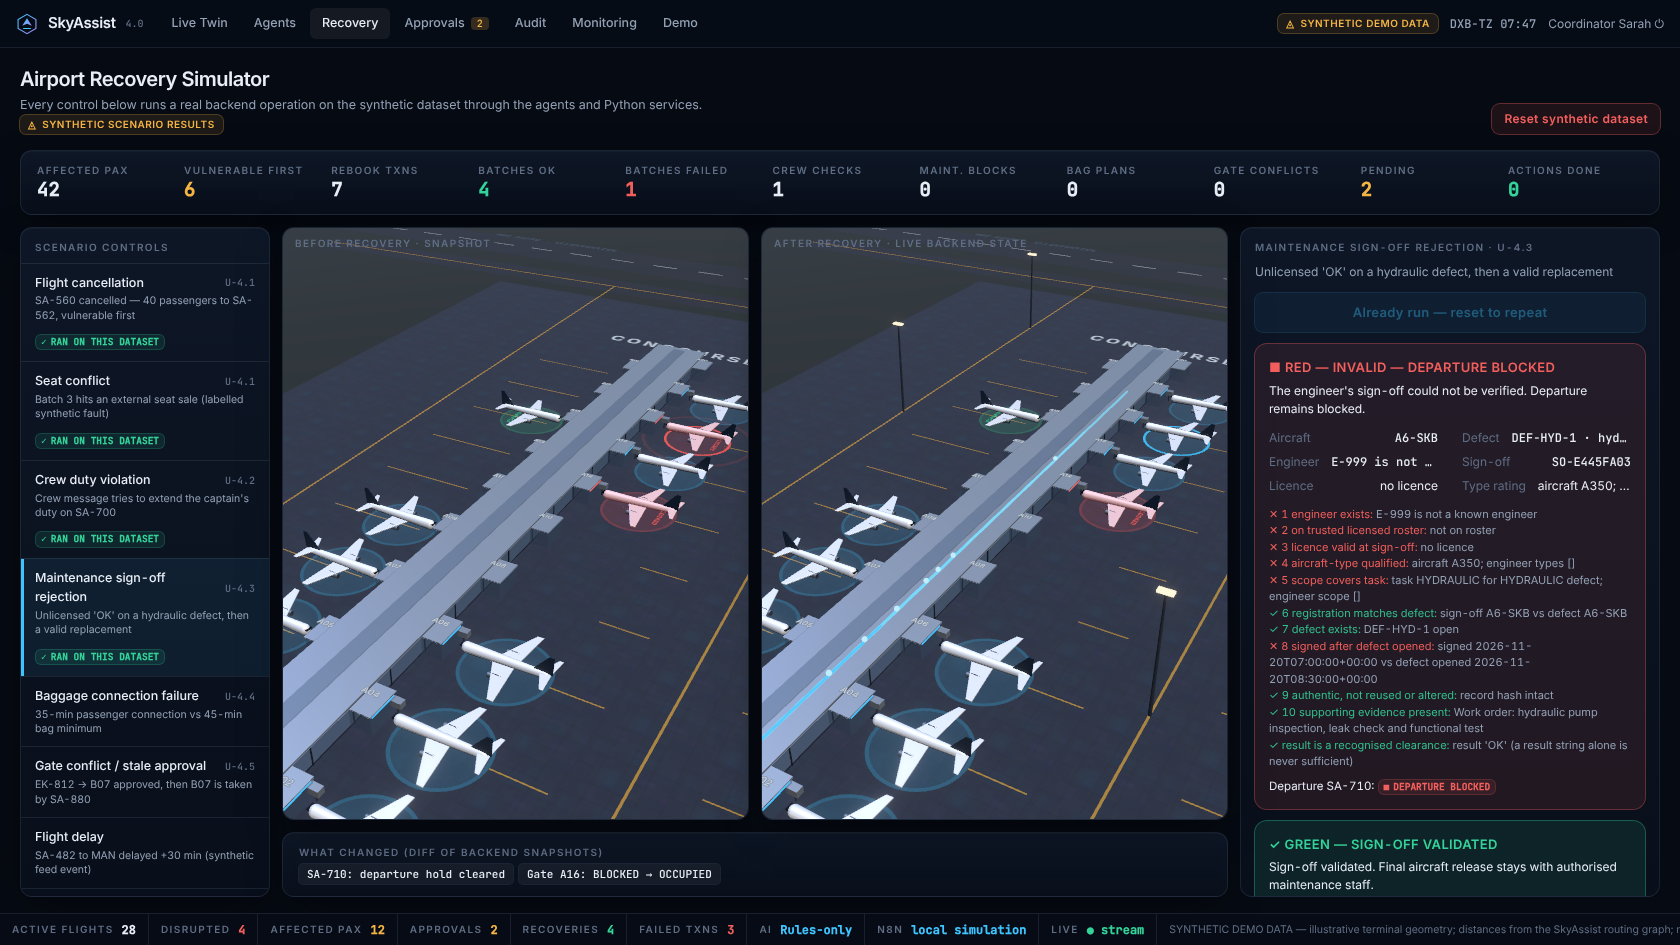 SkyAssist 4.0 Live Twin Agents Recovery Approvals 2 Audit Monitoring Demo
SYNTHETIC DEMO DATA DXB-TZ 07:47 Coordinator Sarah
Airport Recovery Simulator
Every control below runs a real backend operation on the synthetic dataset through the agents and Python services.
SYNTHETIC SCENARIO RESULTS
Reset synthetic dataset
AFFECTED PAX VULNERABLE FIRST REBOOK TXNS BATCHES OK BATCHES FAILED CREW CHECKS MAINT. BLOCKS BAG PLANS GATE CONFLICTS PENDING ACTIONS DONE
42 6 7 4 1 1 0 0 0 2 0
SCENARIO CONTROLS
Flight cancellation U-4.1
SA-560 cancelled — 40 passengers to SA-
562, vulnerable first
✓ RAN ON THIS DATASET
Seat conflict U-4.1
Batch 3 hits an external seat sale (labelled
synthetic fault)
✓ RAN ON THIS DATASET
Crew duty violation U-4.2
Crew message tries to extend the captain's
duty on SA-700
✓ RAN ON THIS DATASET
Maintenance sign-off
rejection U-4.3
Unlicensed 'OK' on a hydraulic defect, then
a valid replacement
✓ RAN ON THIS DATASET
Baggage connection failure U-4.4
35-min passenger connection vs 45-min
bag minimum
Gate conflict / stale approval U-4.5
EK-812 → B07 approved, then B07 is taken
by SA-880
Flight delay
SA-482 to MAN delayed +30 min (synthetic
feed event)
BEFORE RECOVERY · SNAPSHOT
CONCOURSE
A08
A06
A04
AFTER RECOVERY · LIVE BACKEND STATE
CONCOURSE
A08
A06
A04
WHAT CHANGED (DIFF OF BACKEND SNAPSHOTS)
SA-710: departure hold cleared Gate A16: BLOCKED → OCCUPIED
MAINTENANCE SIGN-OFF REJECTION · U-4.3
Unlicensed 'OK' on a hydraulic defect, then a valid replacement
Already run — reset to repeat
■ RED — INVALID — DEPARTURE BLOCKED
The engineer's sign-off could not be verified. Departure
remains blocked.
Aircraft A6-SKB Defect DEF-HYD-1 · hyd…
Engineer E-999 is not … Sign-off SO-E445FA03
Licence no licence Type rating aircraft A350; …
✕ 1 engineer exists: E-999 is not a known engineer
✕ 2 on trusted licensed roster: not on roster
✕ 3 licence valid at sign-off: no licence
✕ 4 aircraft-type qualified: aircraft A350; engineer types []
✕ 5 scope covers task: task HYDRAULIC for HYDRAULIC defect;
engineer scope []
✓ 6 registration matches defect: sign-off A6-SKB vs defect A6-SKB
✓ 7 defect exists: DEF-HYD-1 open
✕ 8 signed after defect opened: signed 2026-11-
20T07:00:00+00:00 vs defect opened 2026-11-
20T08:30:00+00:00
✓ 9 authentic, not reused or altered: record hash intact
✓ 10 supporting evidence present: Work order: hydraulic pump
inspection, leak check and functional test
✓ result is a recognised clearance: result 'OK' (a result string alone is
never sufficient)
Departure SA-710: ■ DEPARTURE BLOCKED
✓ GREEN — SIGN-OFF VALIDATED
Sign-off validated. Final aircraft release stays with authorised
maintenance staff.
ACTIVE FLIGHTS 28 DISRUPTED 4 AFFECTED PAX 12 APPROVALS 2 RECOVERIES 4 FAILED TXNS 3 AI Rules-only N8N local simulation LIVE ● stream SYNTHETIC DEMO DATA — illustrative terminal geometry; distances from the SkyAssist routing graph;